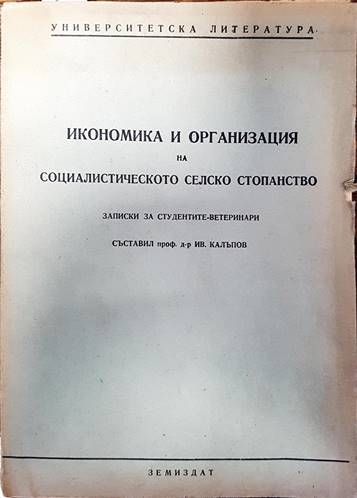 УНИВЕРСИТЕТСКА ЛИТЕРАТУРА
ИКОНОМИКА И ОРГАНИЗАЦИЯ
НА
СОЦИАЛИСТИЧЕСКОТО СЕЛСКО СТОПАНСТВО
ЗАПИСКИ ЗА СТУДЕНТИТЕ-ВЕТЕРИНАРИ
СЪСТАВИЛ проф. д-р ИВ. КАЛЪПОВ
ЗЕМИЗДАТ